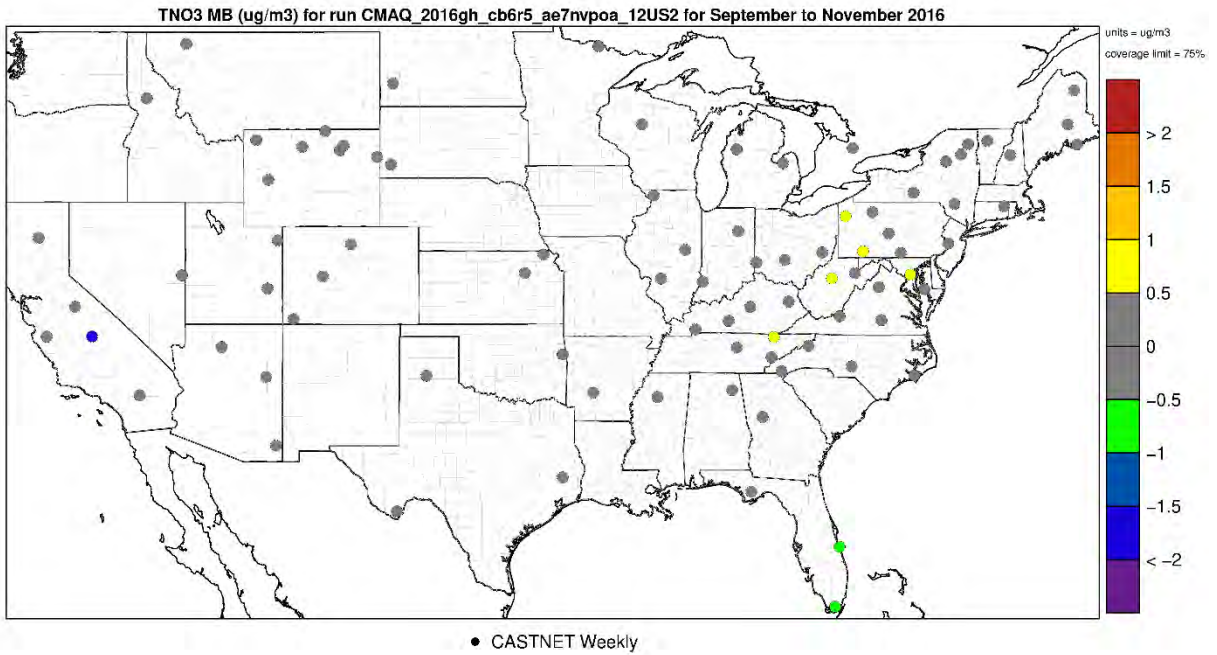 TNO3 MB (ug/m3) for run CMAQ_2016gh_cb6r5_ae7nvpoa_12US2 for September to November 2016
units = ug/m3
coverage limit = 75%
> 2
1.5
1
0.5
0
−0.5
−1
−1.5
< −2
CASTNET Weekly